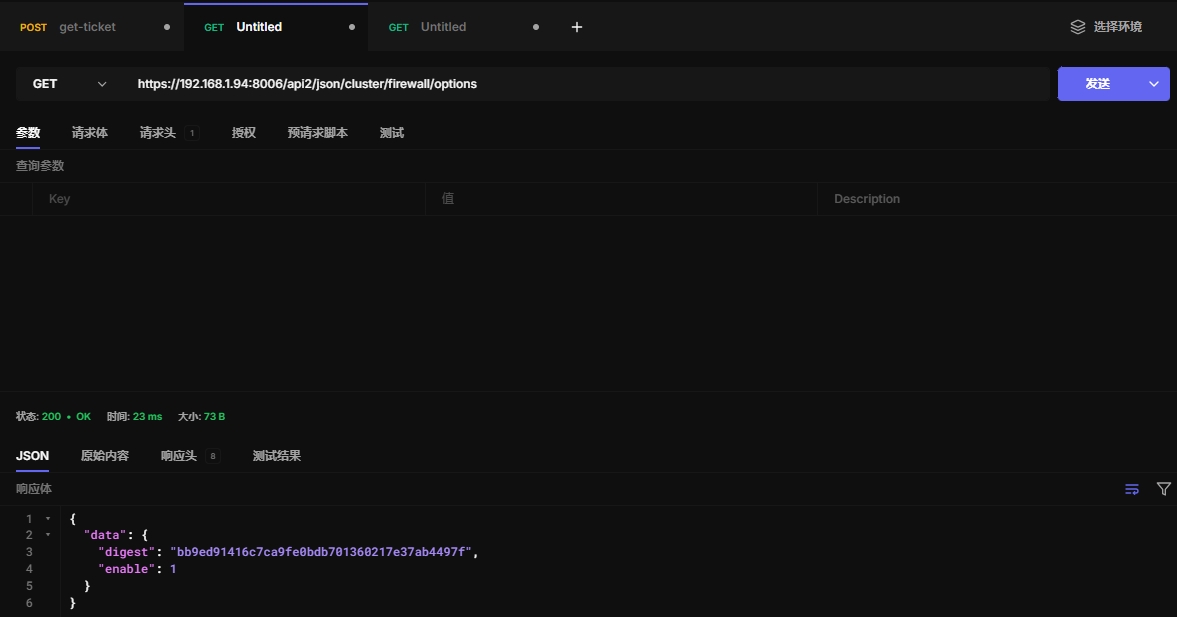 POST get-ticket GET Untitled GET Untitled + 选择环境
GET https://192.168.1.94:8006/api2/json/cluster/firewall/options 发送
参数 请求体 请求头 1 授权 预请求脚本 测试
查询参数
Key 值 Description
状态: 200 • OK 时间: 23 ms 大小: 73 B
JSON 原始内容 响应头 8 测试结果
响应体
1 {
2 "data": {
3 "digest": "bb9ed91416c7ca9fe0bdb701360217e37ab4497f",
4 "enable": 1
5 }
6 }